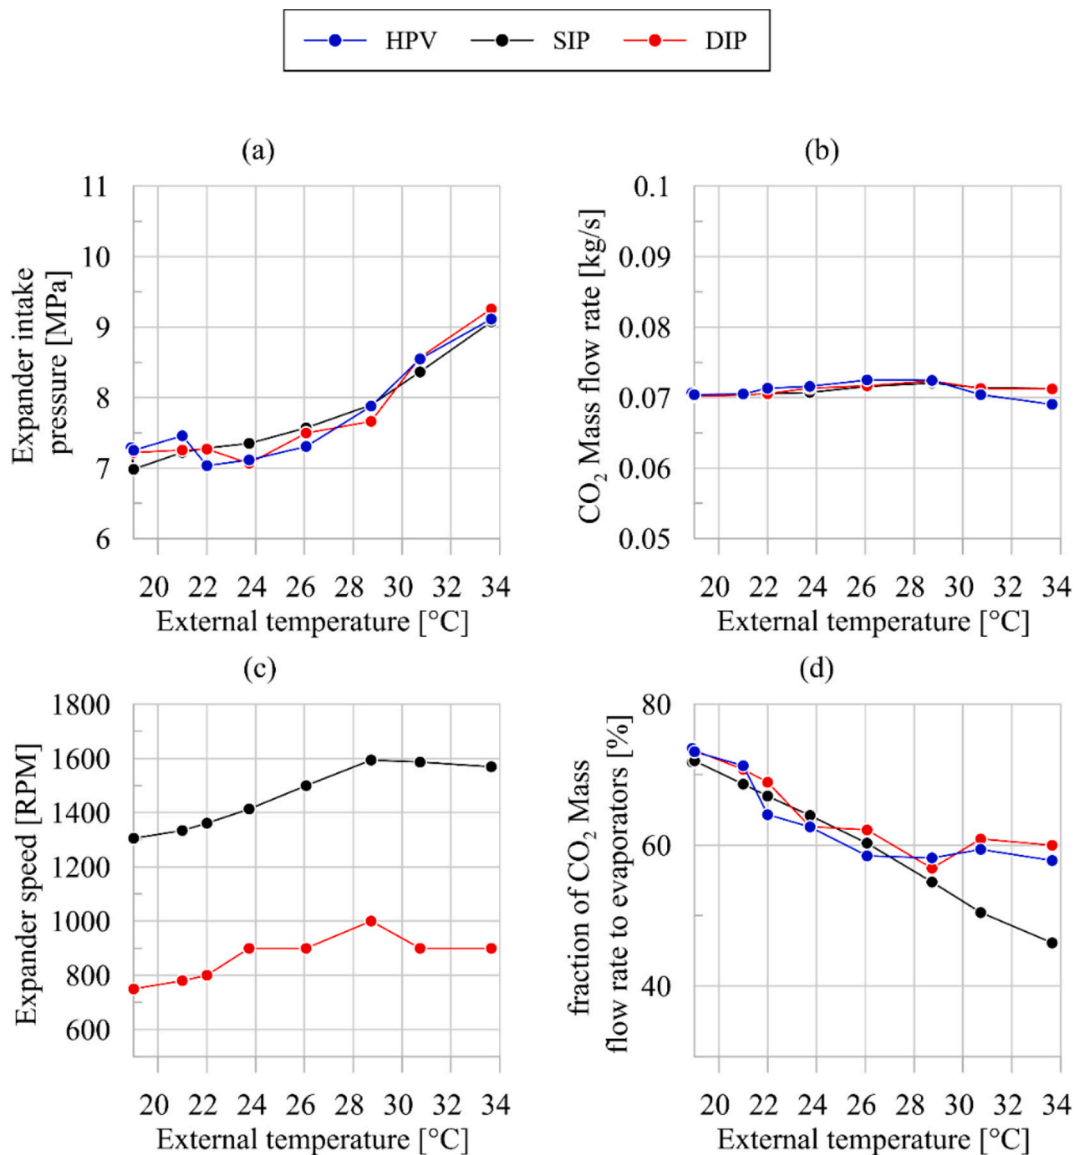 HPV SIP DIP
(a)
11
10
9
8
7
6
Expander intake
pressure [MPa]
20 22 24 26 28 30 32 34
External temperature [°C]
(b)
0.1
0.09
0.08
0.07
0.06
0.05
CO₂ Mass flow rate [kg/s]
20 22 24 26 28 30 32 34
External temperature [°C]
(c)
1800
1600
1400
1200
1000
800
600
Expander speed [RPM]
20 22 24 26 28 30 32 34
External temperature [°C]
(d)
80
60
40
fraction of CO₂ Mass
flow rate to evaporators [%]
20 22 24 26 28 30 32 34
External temperature [°C]